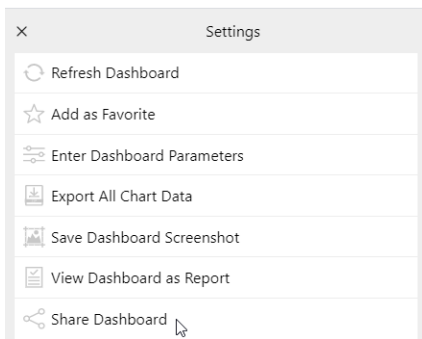 Settings
Refresh Dashboard
Add as Favorite
Enter Dashboard Parameters
Export All Chart Data
Save Dashboard Screenshot
View Dashboard as Report
Share Dashboard